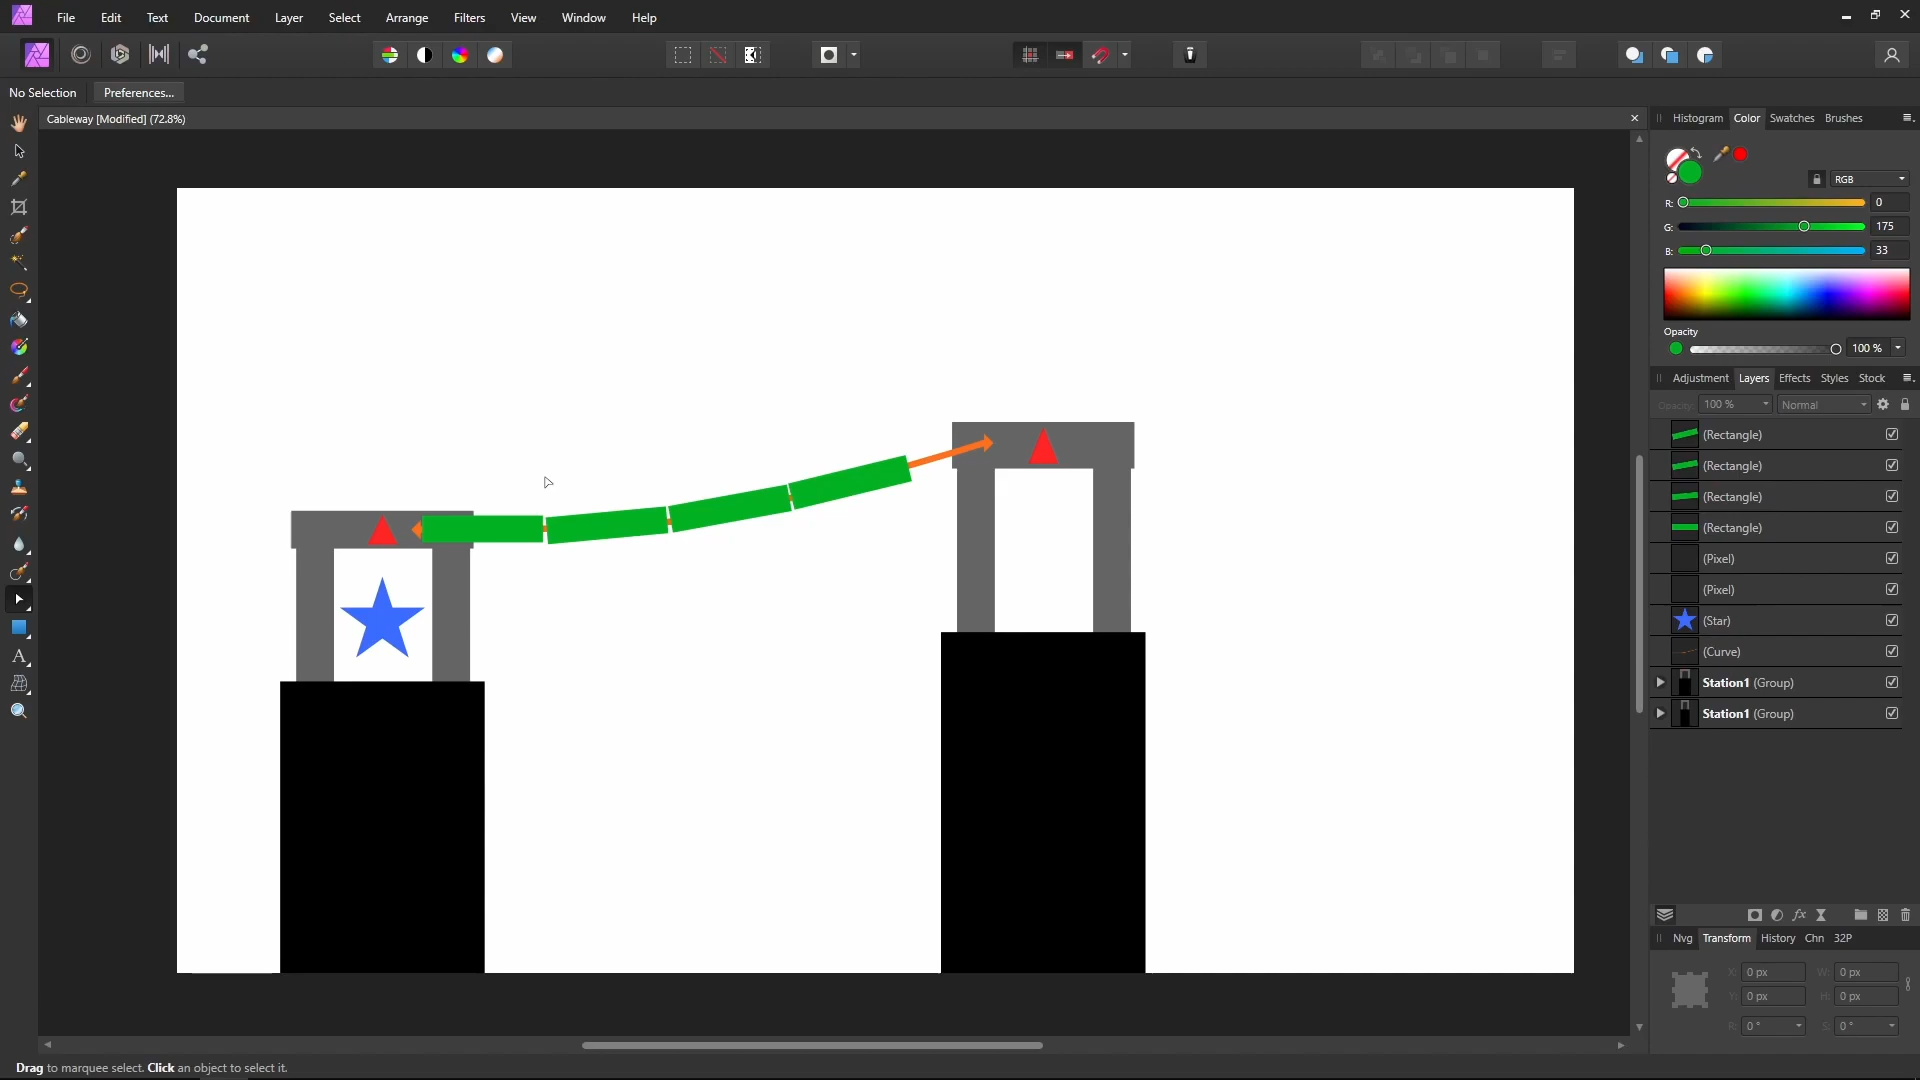 File Edit Text Document Layer Select Arrange Filters View Window Help
No Selection Preferences...
Cableway [Modified] (72.8%)
Histogram Color Swatches Brushes
RGB
R: 0
G: 175
B: 33
Opacity
100 %
Adjustment Layers Effects Styles Stock
Opacity: 100 % Normal
(Rectangle)
(Rectangle)
(Rectangle)
(Rectangle)
(Pixel)
(Pixel)
(Star)
(Curve)
Station1 (Group)
Station1 (Group)
fx
Nvg Transform History Chn 32P
X: 0 px W: 0 px
Y: 0 px H: 0 px
R: 0 ° S: 0 °
Drag to marquee select. Click an object to select it.